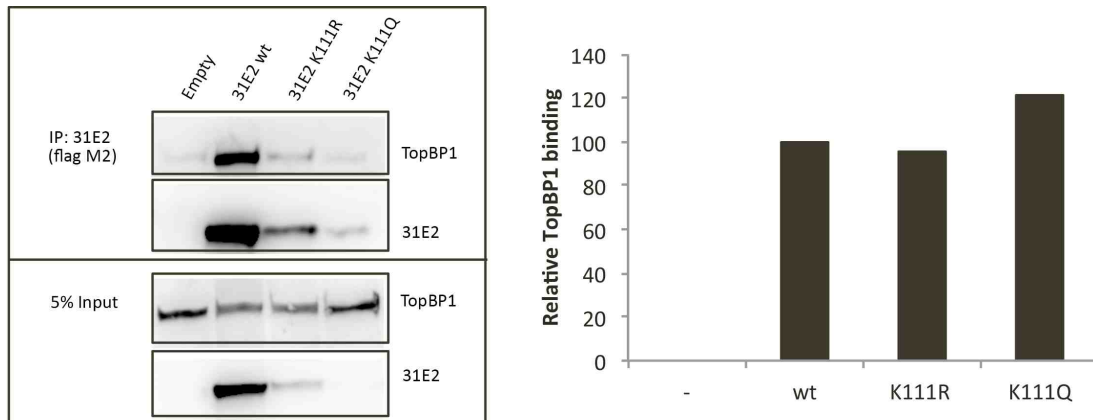 Empty
31E2 wt
31E2 K111R
31E2 K111Q
IP: 31E2
(flag M2)
TopBP1
31E2
5% Input
TopBP1
31E2
Relative TopBP1 binding
140
120
100
80
60
40
20
0
- wt K111R K111Q